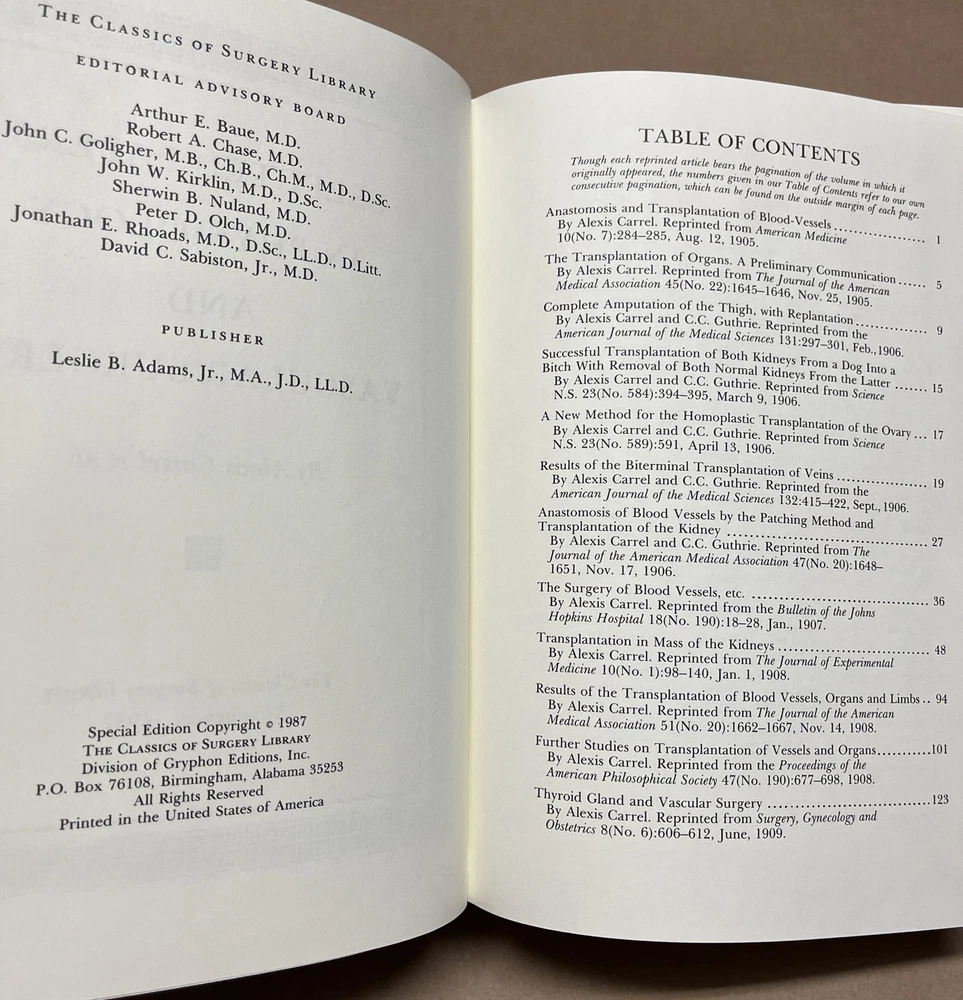 THE CLASSICS OF SURGERY LIBRARY
EDITORIAL ADVISORY BOARD
Arthur E. Baue, M.D.
Robert A. Chase, M.D.
John C. Goligher, M.B., Ch.B., Ch.M., M.D., D.Sc.
John W. Kirklin, M.D., D.Sc.
Sherwin B. Nuland, M.D.
Peter D. Olch, M.D.
Jonathan E. Rhoads, M.D., D.Sc., LL.D., D.Litt.
David C. Sabiston, Jr., M.D.
PUBLISHER
Leslie B. Adams, Jr., M.A., J.D., LL.D.
Special Edition Copyright © 1987
THE CLASSICS OF SURGERY LIBRARY
Division of Gryphon Editions, Inc.
P.O. Box 76108, Birmingham, Alabama 35253
All Rights Reserved
Printed in the United States of America
TABLE OF CONTENTS
Though each reprinted article bears the pagination of the volume in which it
originally appeared, the numbers given in our Table of Contents refer to our own
consecutive pagination, which can be found on the outside margin of each page.
Anastomosis and Transplantation of Blood-Vessels .................. 1
By Alexis Carrel. Reprinted from American Medicine
10(No. 7):284–285, Aug. 12, 1905.
The Transplantation of Organs. A Preliminary Communication ...... 5
By Alexis Carrel. Reprinted from The Journal of the American
Medical Association 45(No. 22):1645–1646, Nov. 25, 1905.
Complete Amputation of the Thigh, with Replantation .............. 9
By Alexis Carrel and C.C. Guthrie. Reprinted from the
American Journal of the Medical Sciences 131:297–301, Feb.,1906.
Successful Transplantation of Both Kidneys From a Dog Into a
Bitch With Removal of Both Normal Kidneys From the Latter ....... 15
By Alexis Carrel and C.C. Guthrie. Reprinted from Science
N.S. 23(No. 584):394–395, March 9, 1906.
A New Method for the Homoplastic Transplantation of the Ovary ... 17
By Alexis Carrel and C.C. Guthrie. Reprinted from Science
N.S. 23(No. 589):591, April 13, 1906.
Results of the Biterminal Transplantation of Veins .................. 19
By Alexis Carrel and C.C. Guthrie. Reprinted from the
American Journal of the Medical Sciences 132:415–422, Sept., 1906.
Anastomosis of Blood Vessels by the Patching Method and
Transplantation of the Kidney .................................. 27
By Alexis Carrel and C.C. Guthrie. Reprinted from The
Journal of the American Medical Association 47(No. 20):1648–
1651, Nov. 17, 1906.
The Surgery of Blood Vessels, etc. .............................. 36
By Alexis Carrel. Reprinted from the Bulletin of the Johns
Hopkins Hospital 18(No. 190):18–28, Jan., 1907.
Transplantation in Mass of the Kidneys ........................... 48
By Alexis Carrel. Reprinted from The Journal of Experimental
Medicine 10(No. 1):98–140, Jan. 1, 1908.
Results of the Transplantation of Blood Vessels, Organs and Limbs .. 94
By Alexis Carrel. Reprinted from The Journal of the American
Medical Association 51(No. 20):1662–1667, Nov. 14, 1908.
Further Studies on Transplantation of Vessels and Organs..........101
By Alexis Carrel. Reprinted from the Proceedings of the
American Philosophical Society 47(No. 190):677–698, 1908.
Thyroid Gland and Vascular Surgery ..............................123
By Alexis Carrel. Reprinted from Surgery, Gynecology and
Obstetrics 8(No. 6):606–612, June, 1909.